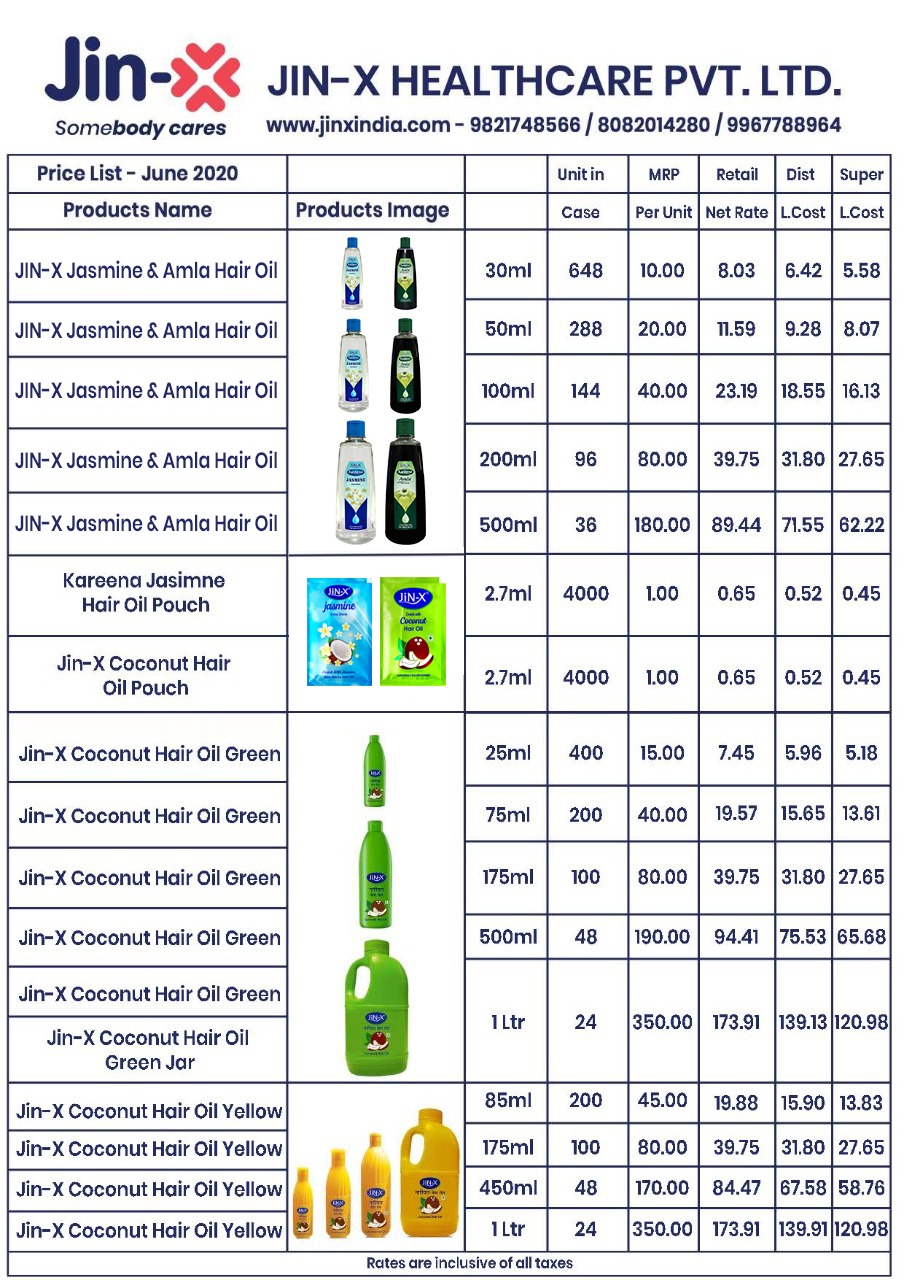 Jin-X
Somebody cares
JIN-X HEALTHCARE PVT. LTD.
www.jinxindia.com - 9821748566 / 8082014280 / 9967788964
Price List - June 2020 Unit in MRP Retail Dist Super
Products Name Products Image Case Per Unit Net Rate L.Cost L.Cost
JIN-X Jasmine & Amla Hair Oil 30ml 648 10.00 8.03 6.42 5.58
JIN-X Jasmine & Amla Hair Oil 50ml 288 20.00 11.59 9.28 8.07
JIN-X Jasmine & Amla Hair Oil 100ml 144 40.00 23.19 18.55 16.13
JIN-X Jasmine & Amla Hair Oil 200ml 96 80.00 39.75 31.80 27.65
JASMINE Amla
JIN-X Jasmine & Amla Hair Oil 500ml 36 180.00 89.44 71.55 62.22
Kareena Jasimne
Hair Oil Pouch 2.7ml 4000 1.00 0.65 0.52 0.45
JiN-X JiN-X
jasmine Coconut
Hair Oil
Jin-X Coconut Hair
Oil Pouch 2.7ml 4000 1.00 0.65 0.52 0.45
Jin-X Coconut Hair Oil Green 25ml 400 15.00 7.45 5.96 5.18
JiN-X
Jin-X Coconut Hair Oil Green 75ml 200 40.00 19.57 15.65 13.61
Jin-X Coconut Hair Oil Green 175ml 100 80.00 39.75 31.80 27.65
JiN-X
Jin-X Coconut Hair Oil Green 500ml 48 190.00 94.41 75.53 65.68
Jin-X Coconut Hair Oil Green
JiN-X
Jin-X Coconut Hair Oil
Green Jar 1 Ltr 24 350.00 173.91 139.13 120.98
Jin-X Coconut Hair Oil Yellow 85ml 200 45.00 19.88 15.90 13.83
Jin-X Coconut Hair Oil Yellow 175ml 100 80.00 39.75 31.80 27.65
Jin-X Coconut Hair Oil Yellow 450ml 48 170.00 84.47 67.58 58.76
JiN-X
Jin-X Coconut Hair Oil Yellow 1 Ltr 24 350.00 173.91 139.91 120.98
Rates are inclusive of all taxes